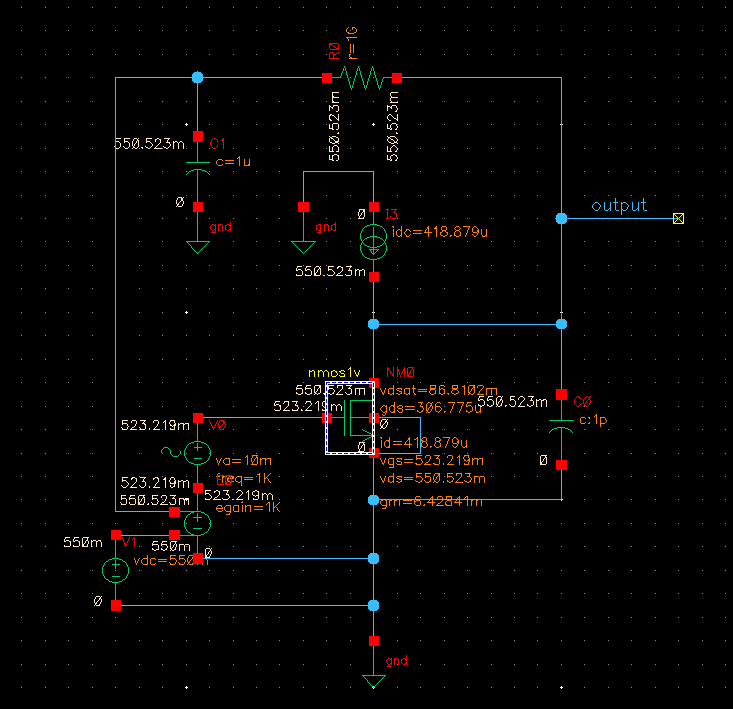 R0
r=1G
550.523m
550.523m
550.523m
C1
c=1u
0
gnd
gnd
0
I3
idc=418.879u
550.523m
output
nmos1v
NM0
550.523m
vdsat=86.8102m
523.219m
gds=306.775u
0
0
id=418.879u
vgs=523.219m
vds=550.523m
gm=6.42841m
550.523m
C0
c:1p
0
523.219m
V0
va=10m
freq=1K
523.219m
523.219m
550.523m
egain=1K
550m
V1
550m
0
vdc=550m
0
gnd